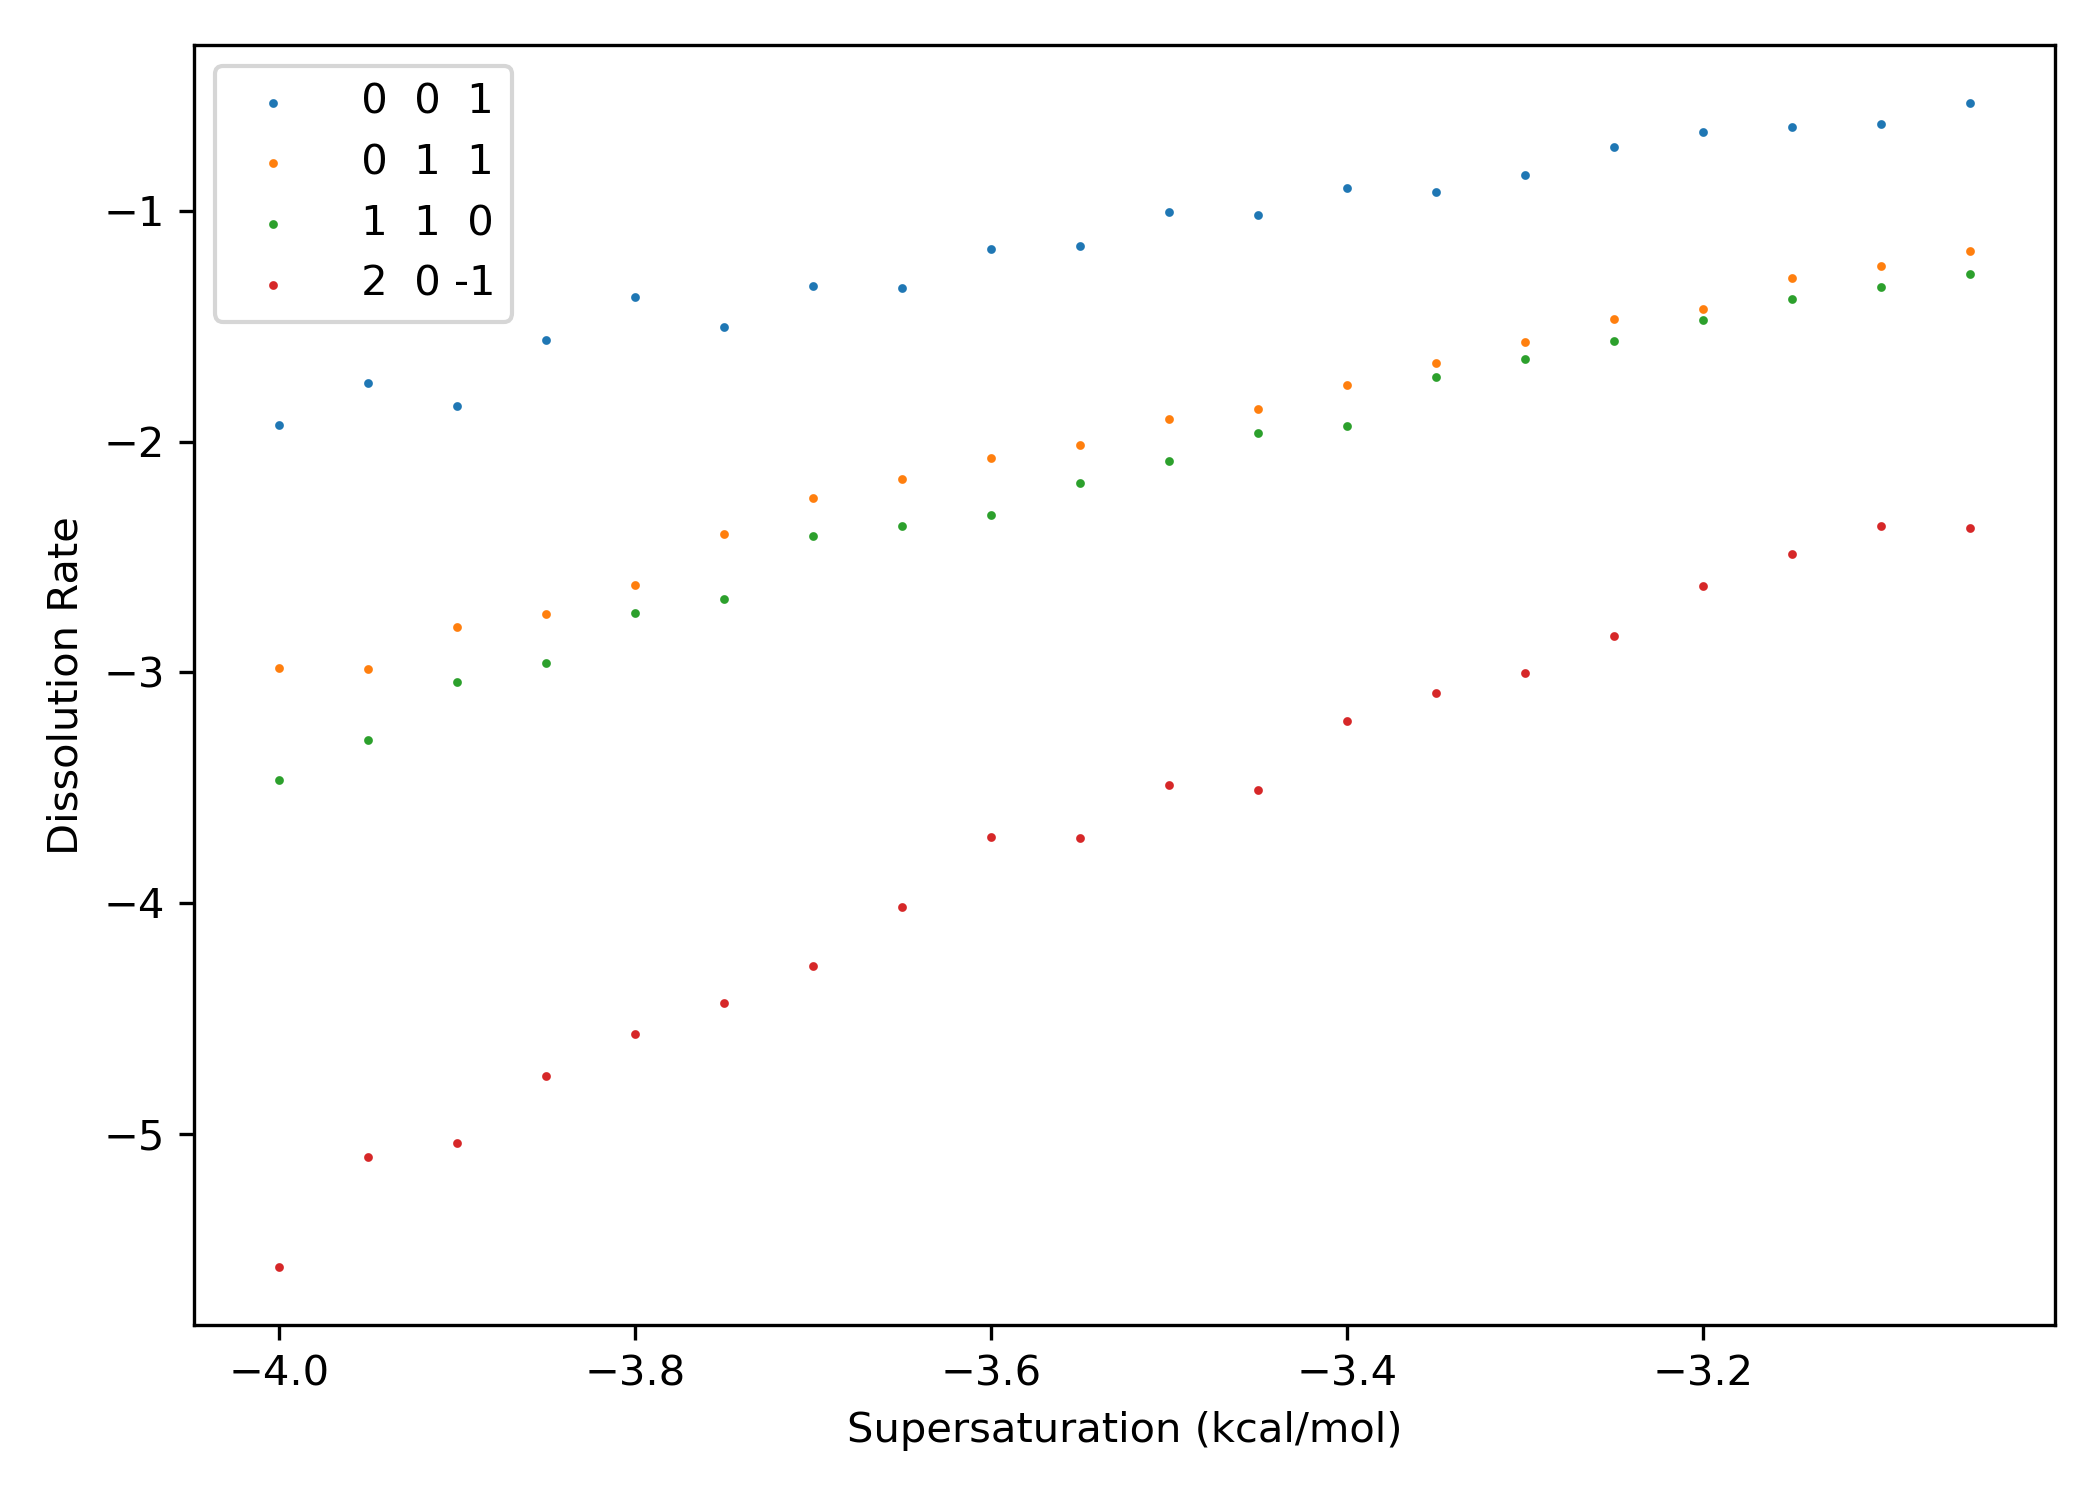 0 0 1
0 1 1
1 1 0
2 0 -1
−1
−2
−3
−4
−5
Dissolution Rate
−4.0 −3.8 −3.6 −3.4 −3.2
Supersaturation (kcal/mol)